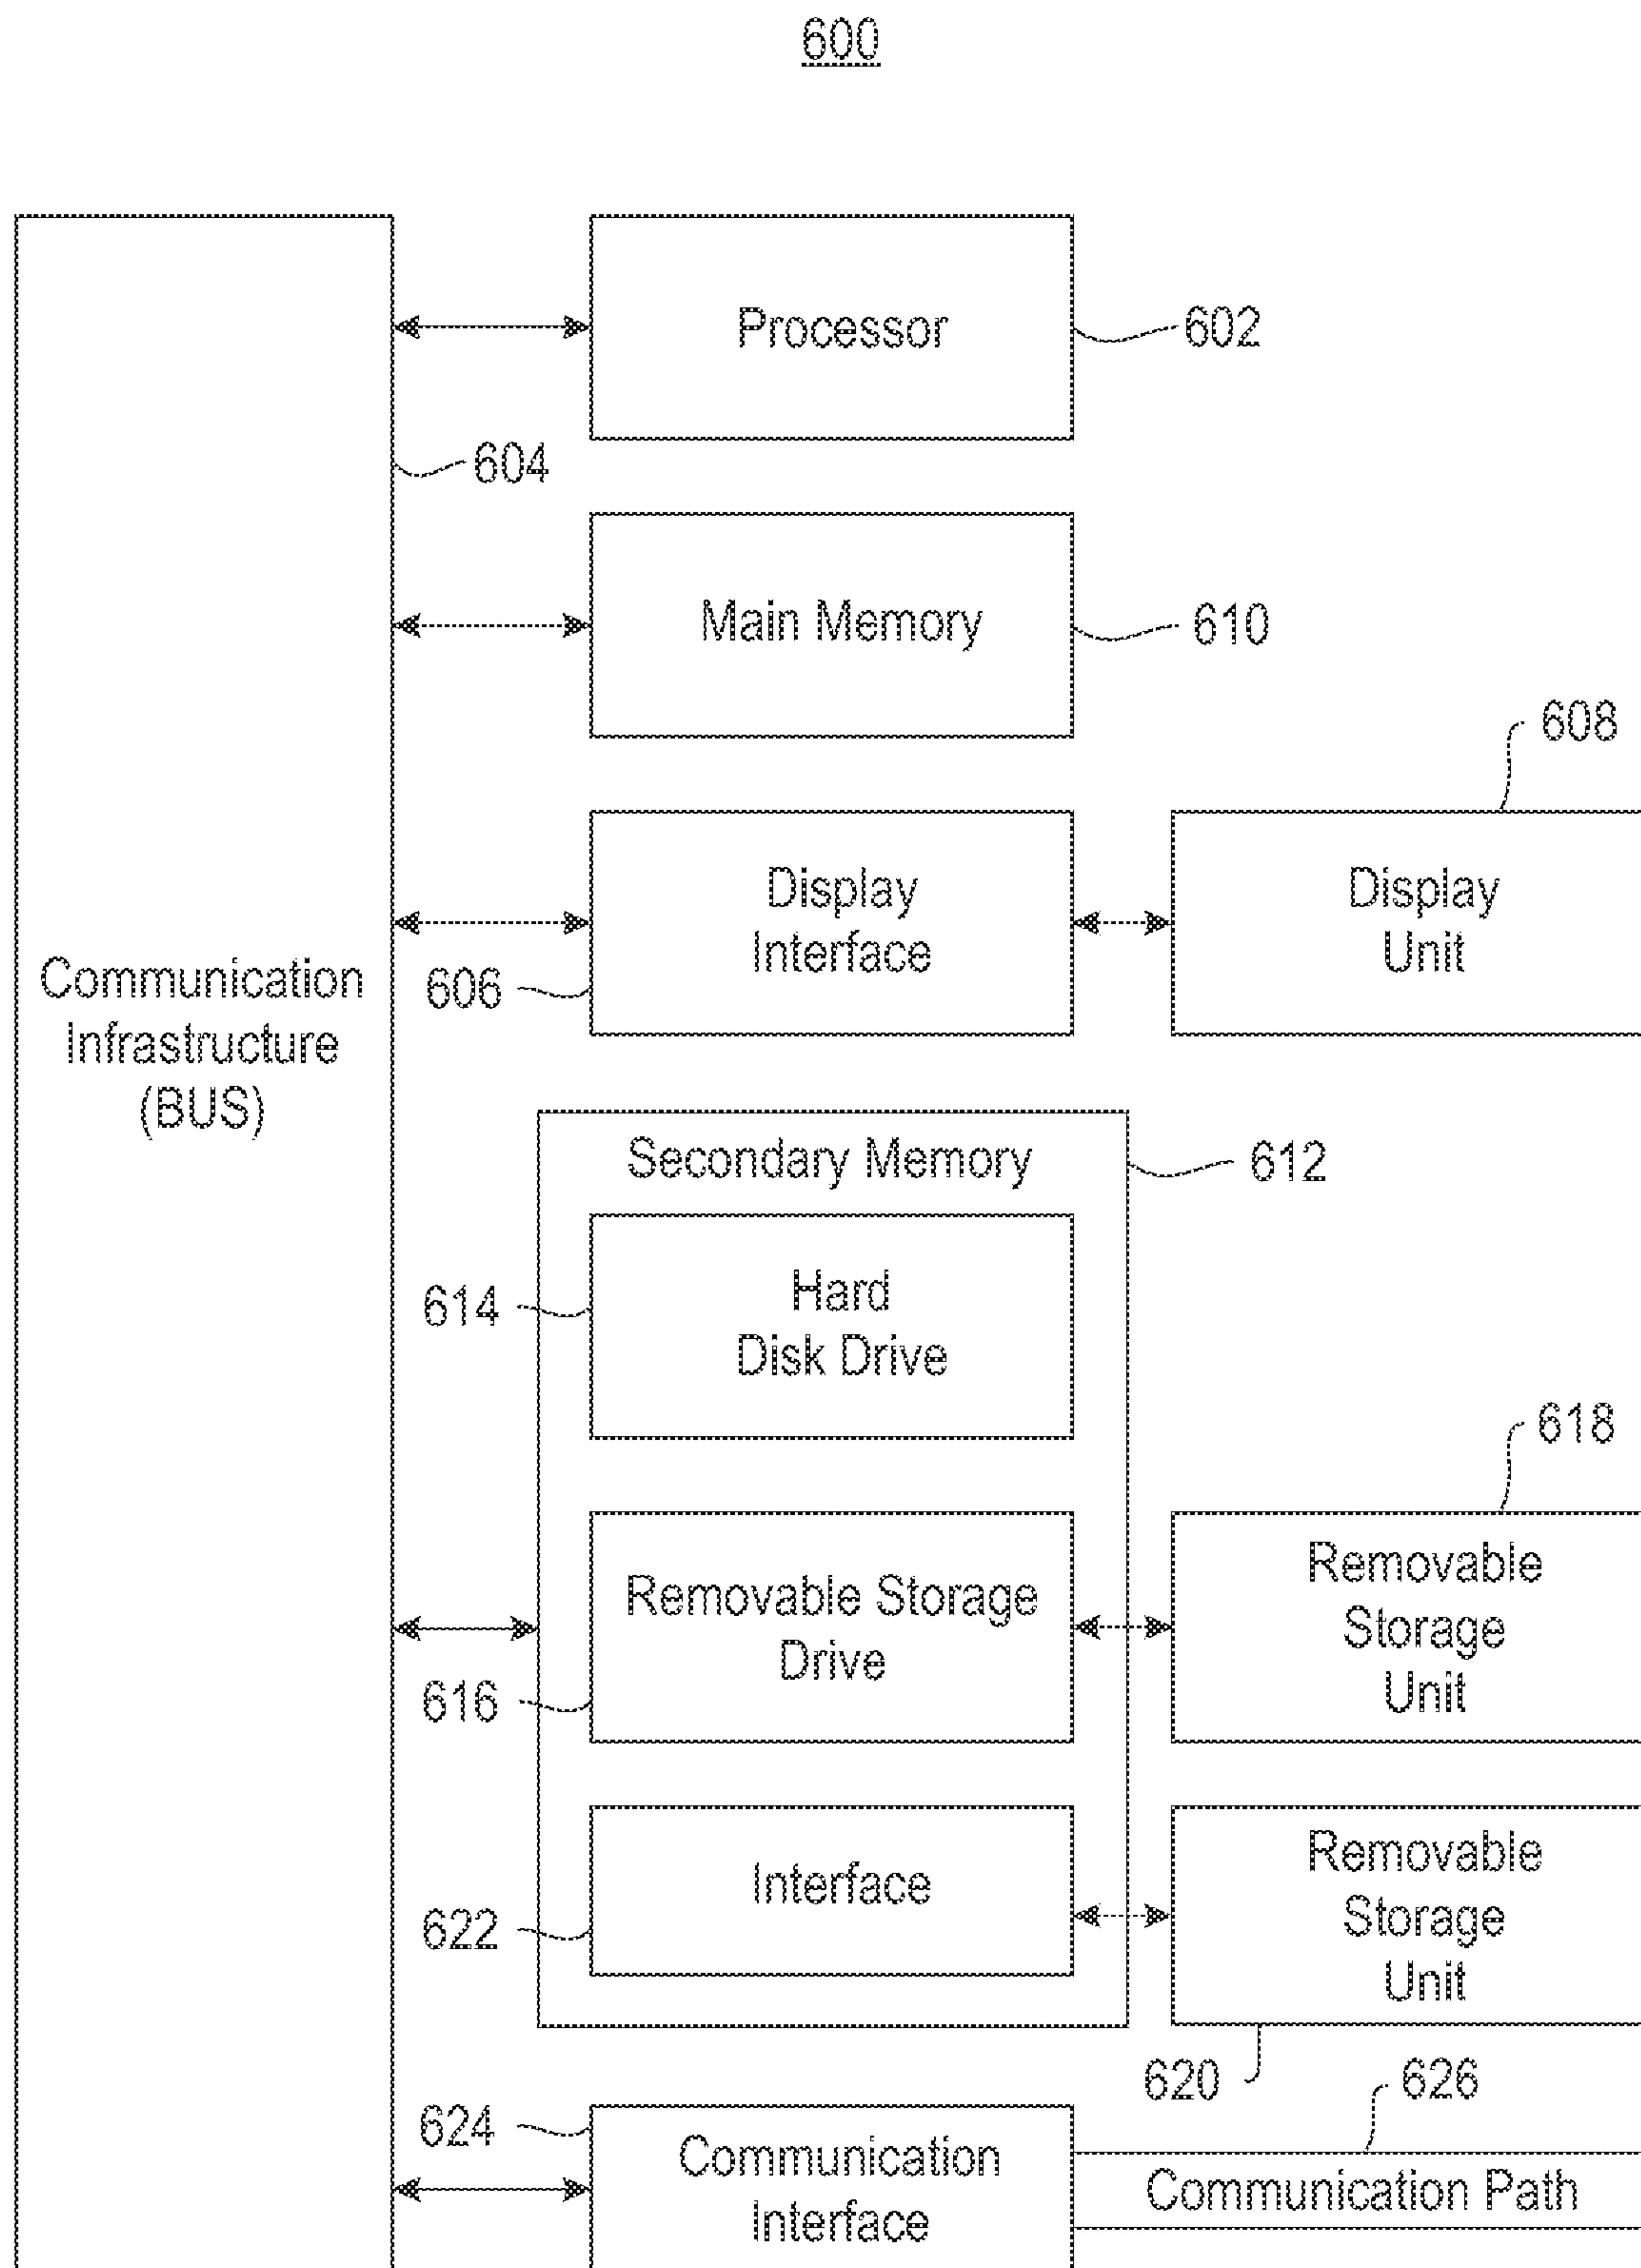 600
Processor
602
604
Main Memory
610
608
Display
Interface
606
Display
Unit
Communication
Infrastructure
(BUS)
Secondary Memory
612
614
Hard
Disk Drive
618
Removable Storage
Drive
616
Removable
Storage
Unit
Interface
622
Removable
Storage
Unit
620
626
624
Communication
Interface
Communication Path